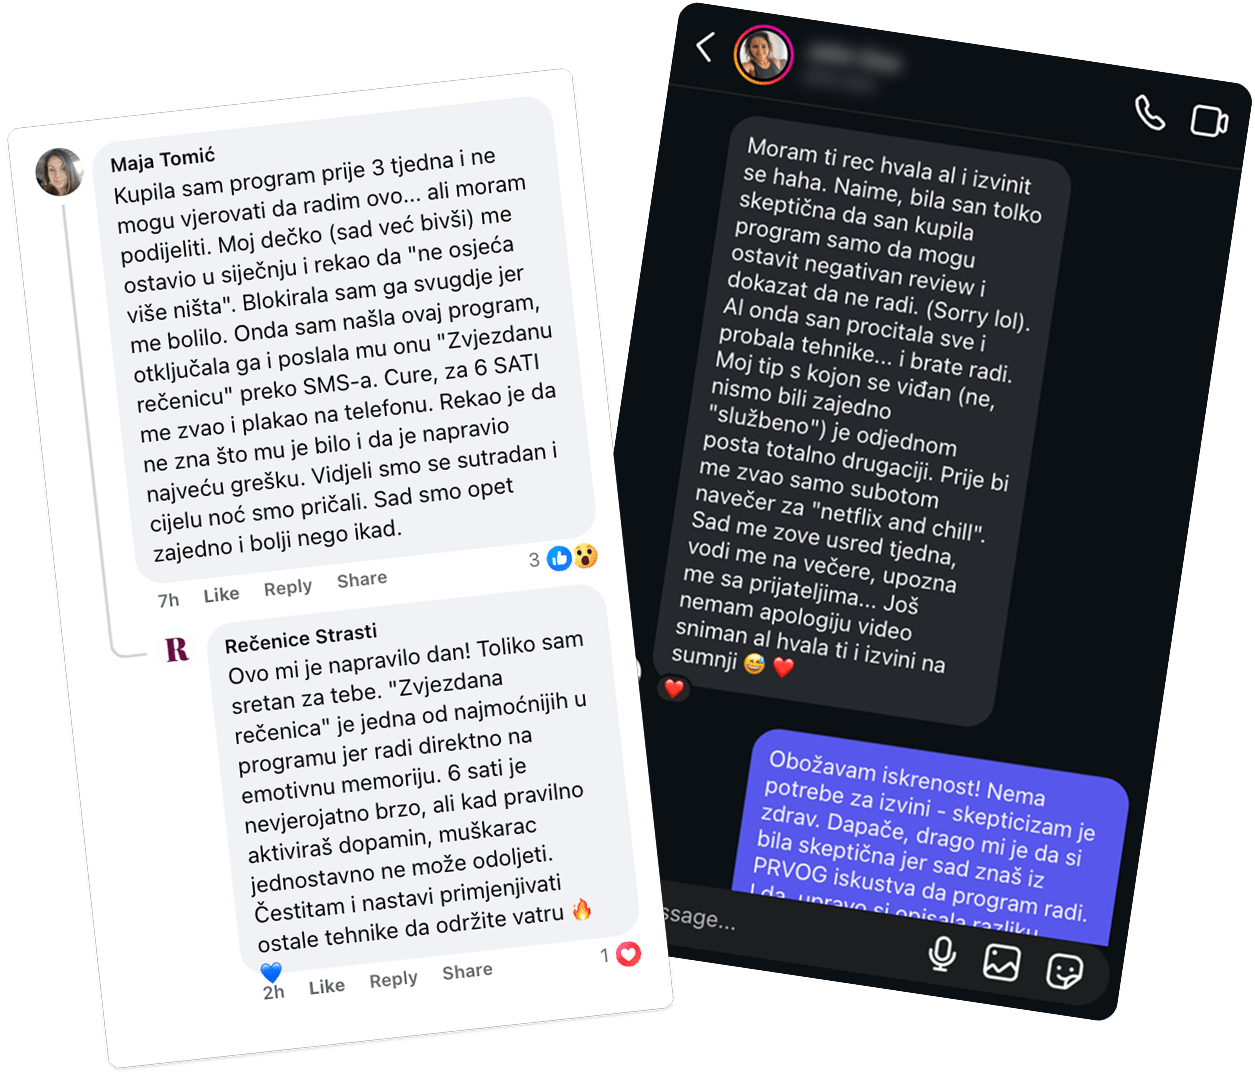 Maja Tomić
Kupila sam program prije 3 tjedna i ne
mogu vjerovati da radim ovo... ali moram
podijeliti. Moj dečko (sad već bivši) me
ostavio u siječnju i rekao da "ne osjeća
više ništa". Blokirala sam ga svugdje jer
me bolilo. Onda sam našla ovaj program,
otključala ga i poslala mu onu "Zvjezdanu
rečenicu" preko SMS-a. Cure, za 6 SATI
me zvao i plakao na telefonu. Rekao je da
ne zna što mu je bilo i da je napravio
najveću grešku. Vidjeli smo se sutradan i
cijelu noć smo pričali. Sad smo opet
zajedno i bolji nego ikad.
3 👍😮
7h Like Reply Share
R
Rečenice Strasti
Ovo mi je napravilo dan! Toliko sam
sretan za tebe. "Zvjezdana
rečenica" je jedna od najmoćnijih u
programu jer radi direktno na
emotivnu memoriju. 6 sati je
nevjerojatno brzo, ali kad pravilno
aktiviraš dopamin, muškarac
jednostavno ne može odoljeti.
Čestitam i nastavi primjenjivati
ostale tehnike da održite vatru 🔥
💙
1 ❤️
2h Like Reply Share
Moram ti rec hvala al i izvinit
se haha. Naime, bila san tolko
skeptična da san kupila
program samo da mogu
ostavit negativan review i
dokazat da ne radi. (Sorry lol).
Al onda san procitala sve i
probala tehnike... i brate radi.
Moj tip s kojon se viđan (ne,
nismo bili zajedno
"službeno") je odjednom
posta totalno drugaciji. Prije bi
me zvao samo subotom
navečer za "netflix and chill".
Sad me zove usred tjedna,
vodi me na večere, upozna
me sa prijateljima... Još
nemam apologiju video
sniman al hvala ti i izvini na
sumnji 😅 ❤️
❤️
Obožavam iskrenost! Nema
potrebe za izvini - skepticizam je
zdrav. Dapače, drago mi je da si
bila skeptična jer sad znaš iz
PRVOG iskustva da program radi.
I da, upravo si opisala razliku
ssage...